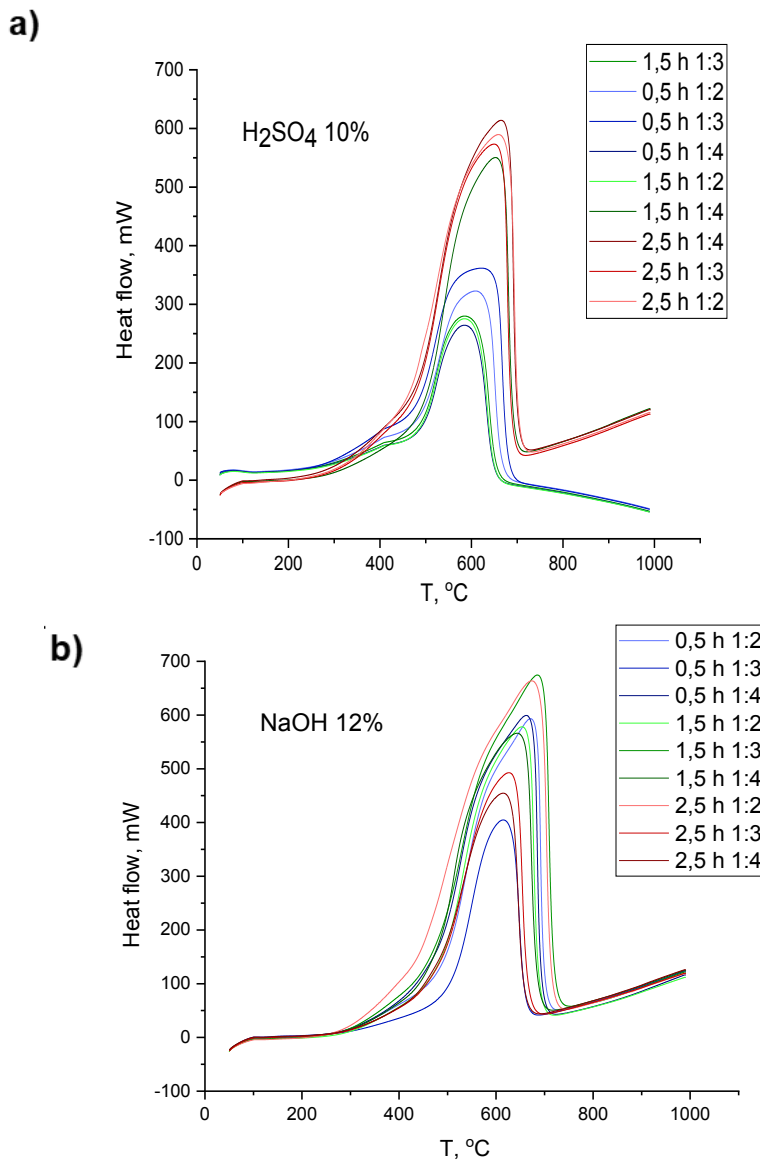 a)
H₂SO₄ 10%
1,5 h 1:3
0,5 h 1:2
0,5 h 1:3
0,5 h 1:4
1,5 h 1:2
1,5 h 1:4
2,5 h 1:4
2,5 h 1:3
2,5 h 1:2
Heat flow, mW
700
600
500
400
300
200
100
0
-100
0
200
400
600
800
1000
T, °C
b)
NaOH 12%
0,5 h 1:2
0,5 h 1:3
0,5 h 1:4
1,5 h 1:2
1,5 h 1:3
1,5 h 1:4
2,5 h 1:2
2,5 h 1:3
2,5 h 1:4
Heat flow, mW
700
600
500
400
300
200
100
0
-100
0
200
400
600
800
1000
T, °C